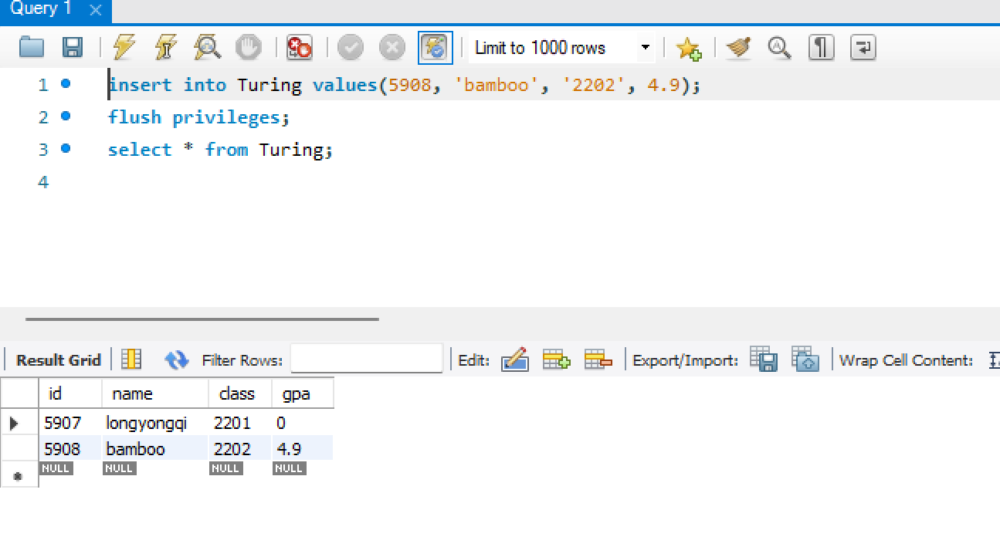 Query 1
Limit to 1000 rows
1 insert into Turing values(5908, 'bamboo', '2202', 4.9);
2 flush privileges;
3 select * from Turing;
4
Result Grid Filter Rows: Edit: Export/Import: Wrap Cell Content:
id name class gpa
5907 longyongqi 2201 0
5908 bamboo 2202 4.9
NULL NULL NULL NULL